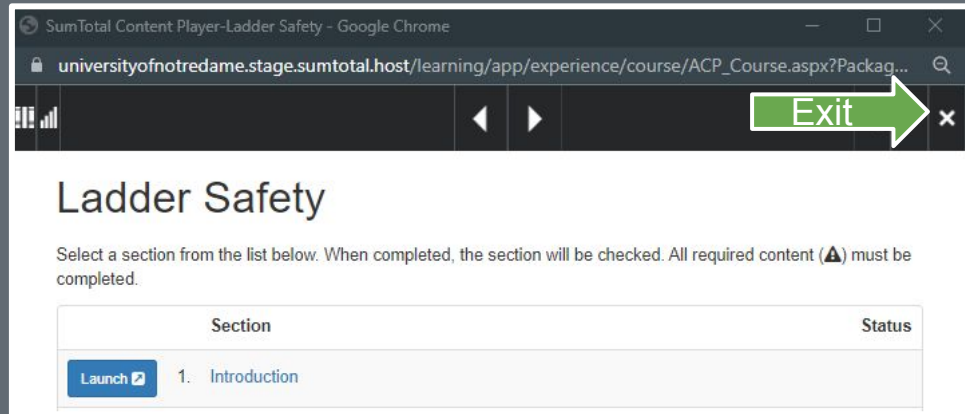 SumTotal Content Player-Ladder Safety - Google Chrome
universityofnotredame.stage.sumtotal.host/learning/app/experience/course/ACP_Course.aspx?Packag...
Exit
Ladder Safety
Select a section from the list below. When completed, the section will be checked. All required content (⚠) must be
completed.
Section Status
Launch 1. Introduction